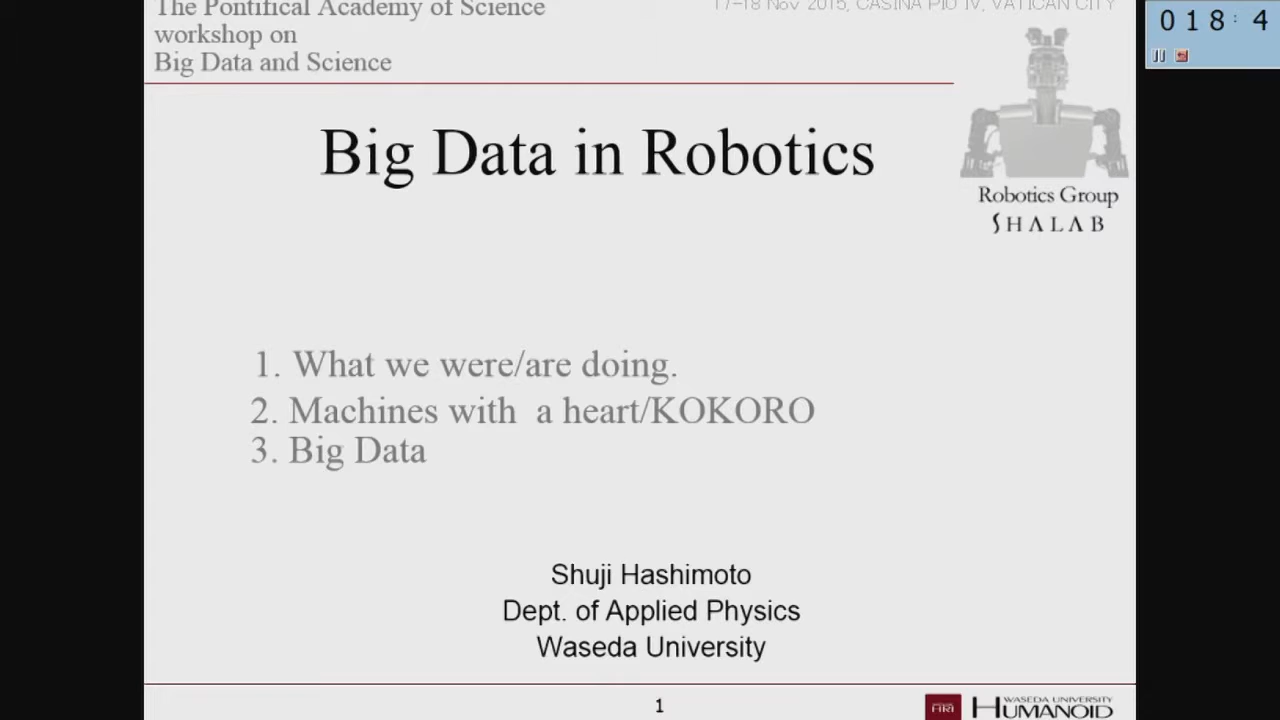 The Pontifical Academy of Science
17-18 Nov 2015, CASINA PIO IV, VATICAN CITY
workshop on
Big Data and Science
018:4
Big Data in Robotics
Robotics Group
SHALAB
1. What we were/are doing.
2. Machines with a heart/KOKORO
3. Big Data
Shuji Hashimoto
Dept. of Applied Physics
Waseda University
1
WASEDA UNIVERSITY
HUMANOID